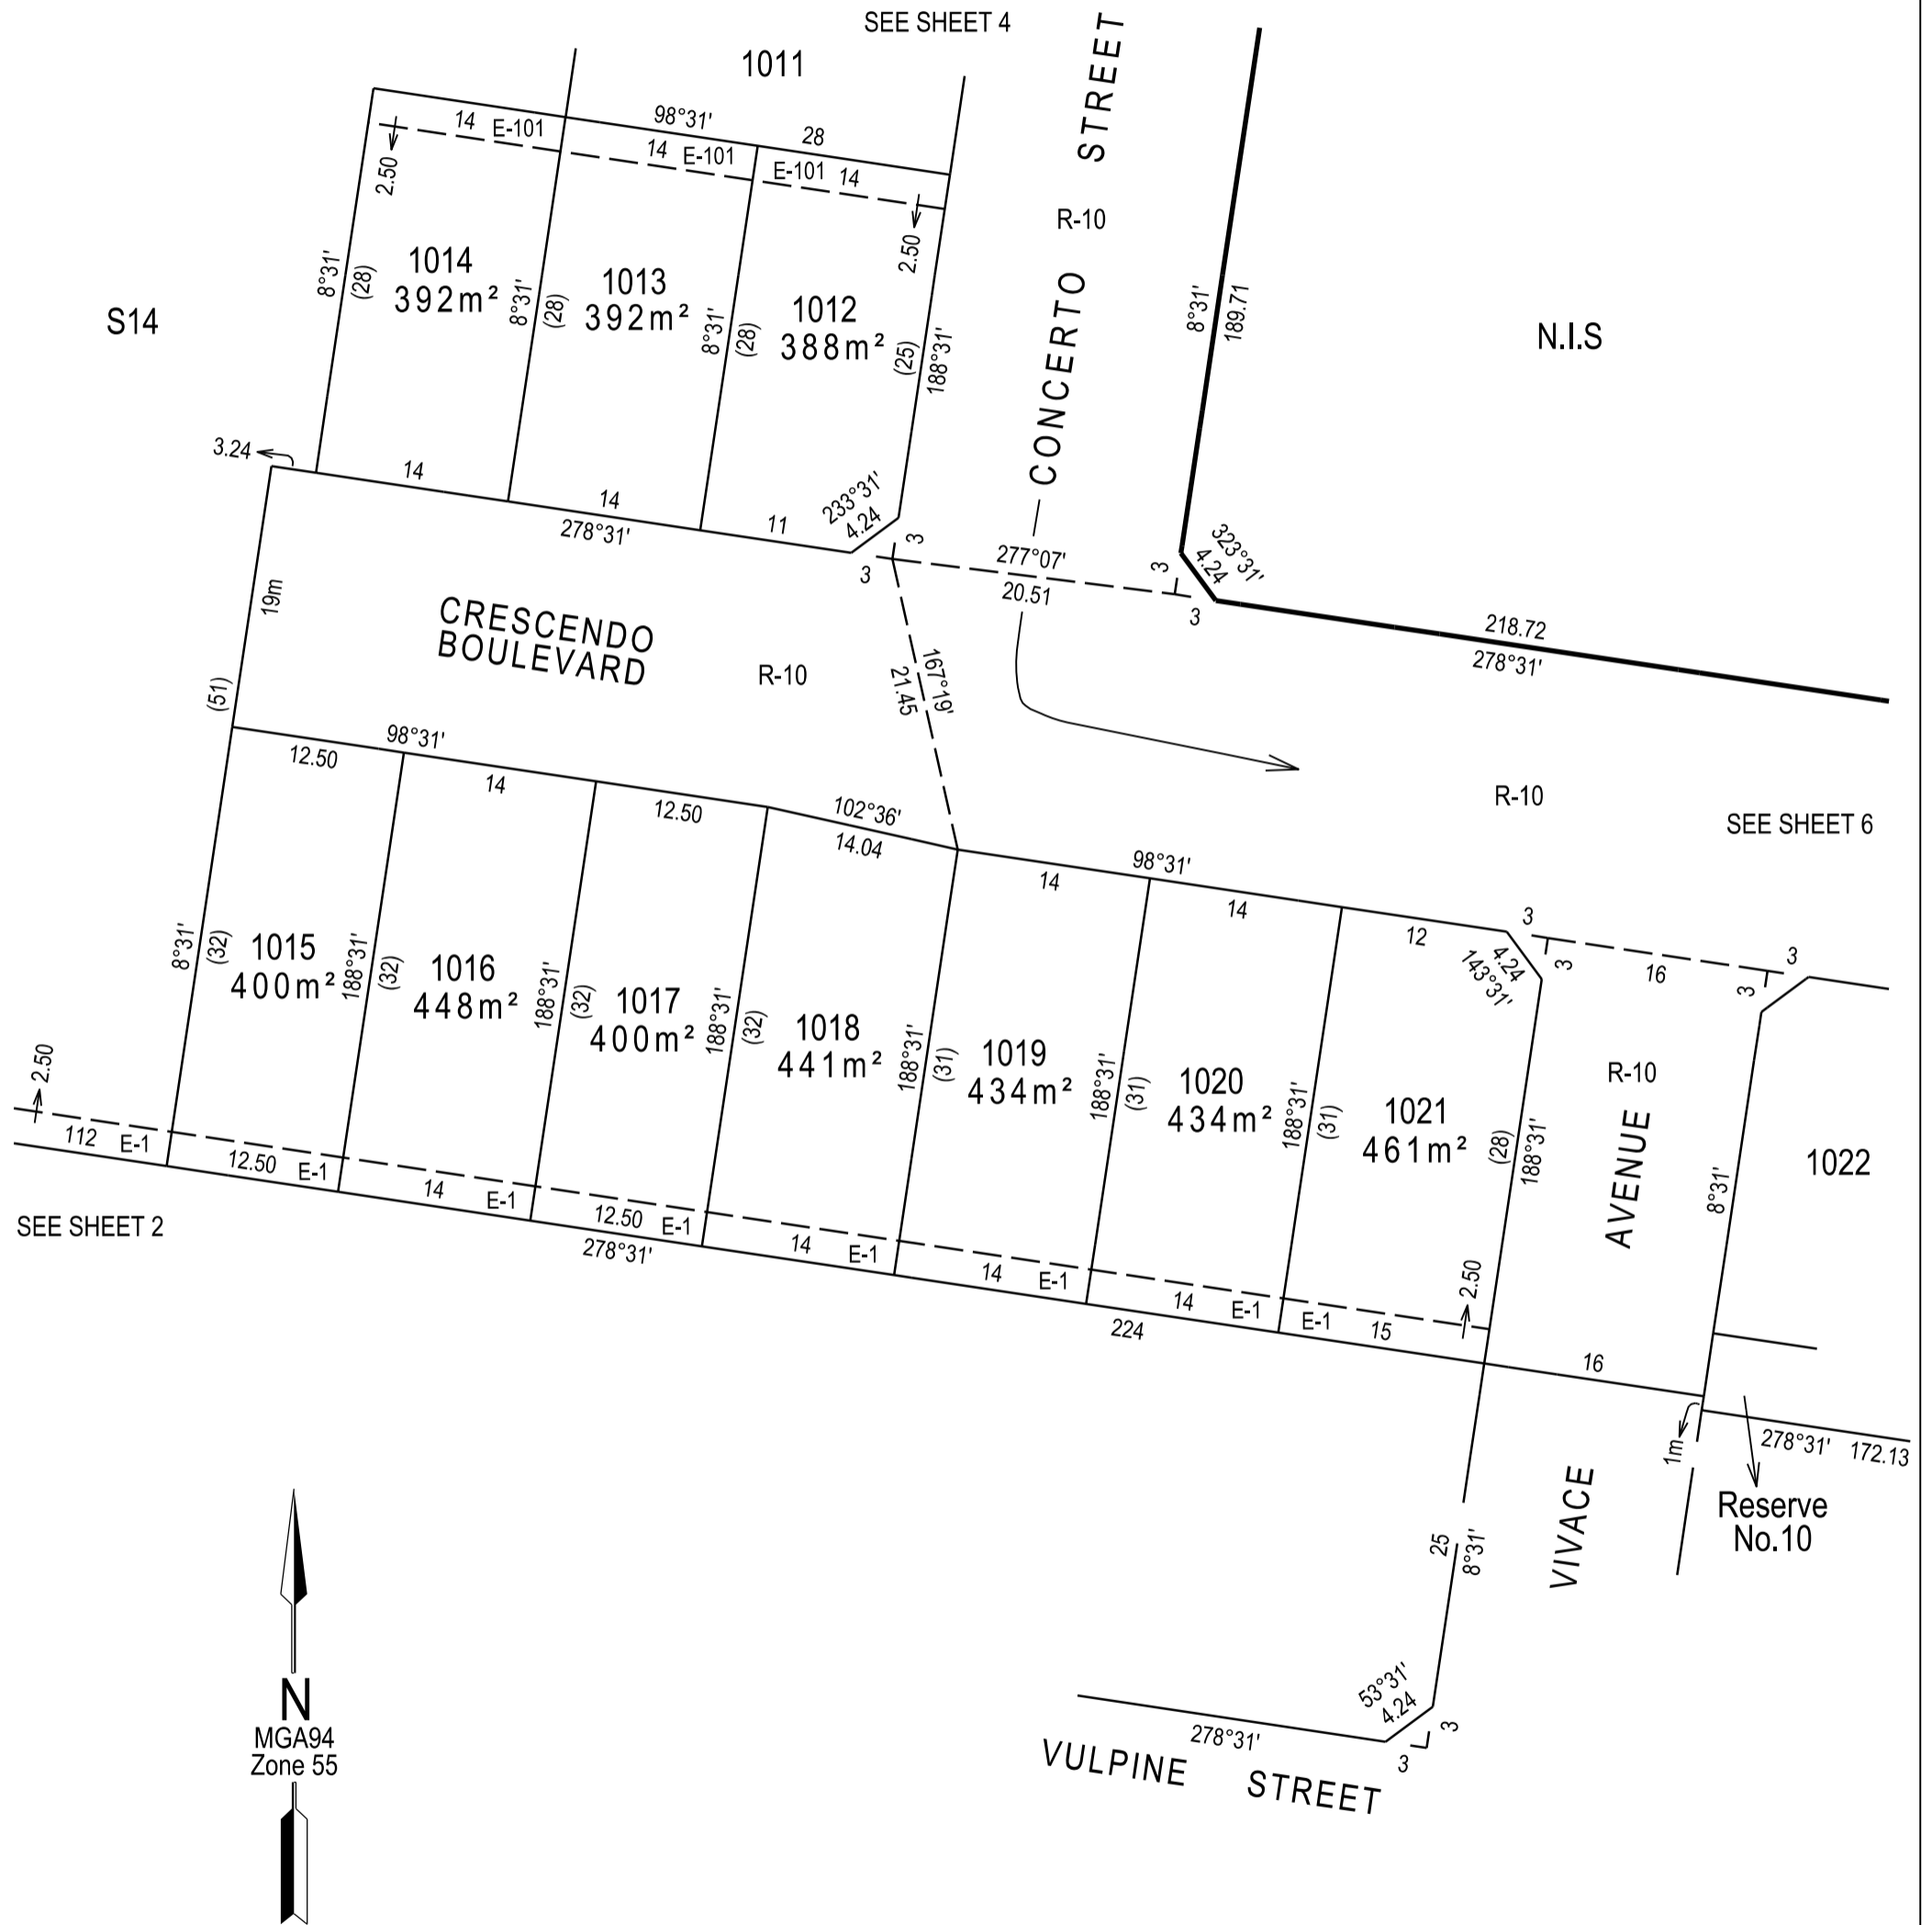 SEE SHEET 4
1011
CONCERTO STREET
98°31'
28
14 E-101
14 E-101
E-101 14
2.50
2.50
R-10
8°31'
(28)
1014
392m²
8°31'
(28)
1013
392m²
8°31'
(28)
1012
388m²
(25)
188°31'
8°31'
189.71
S14
N.I.S
3.24
14
14
278°31'
11
233°31'
4.24
3
3
277°07'
20.51
3
3
323°31'
4.24
218.72
278°31'
19m
(51)
CRESCENDO
BOULEVARD
R-10
167°19'
21.45
R-10
SEE SHEET 6
98°31'
12.50
14
12.50
102°36'
14.04
98°31'
14
14
12
4.24
143°31'
3
3
16
3
3
8°31'
(32)
1015
400m²
188°31'
(32)
1016
448m²
188°31'
(32)
1017
400m²
188°31'
(32)
1018
441m²
188°31'
(31)
1019
434m²
188°31'
(31)
1020
434m²
188°31'
(31)
1021
461m²
(28)
188°31'
R-10
8°31'
1022
VIVACE AVENUE
2.50
112 E-1
12.50 E-1
14 E-1
12.50 E-1
14 E-1
14 E-1
14 E-1
E-1 15
2.50
SEE SHEET 2
278°31'
224
16
1m
278°31' 172.13
Reserve
No.10
25
8°31'
53°31'
4.24
3
3
278°31'
VULPINE STREET
N
MGA94
Zone 55